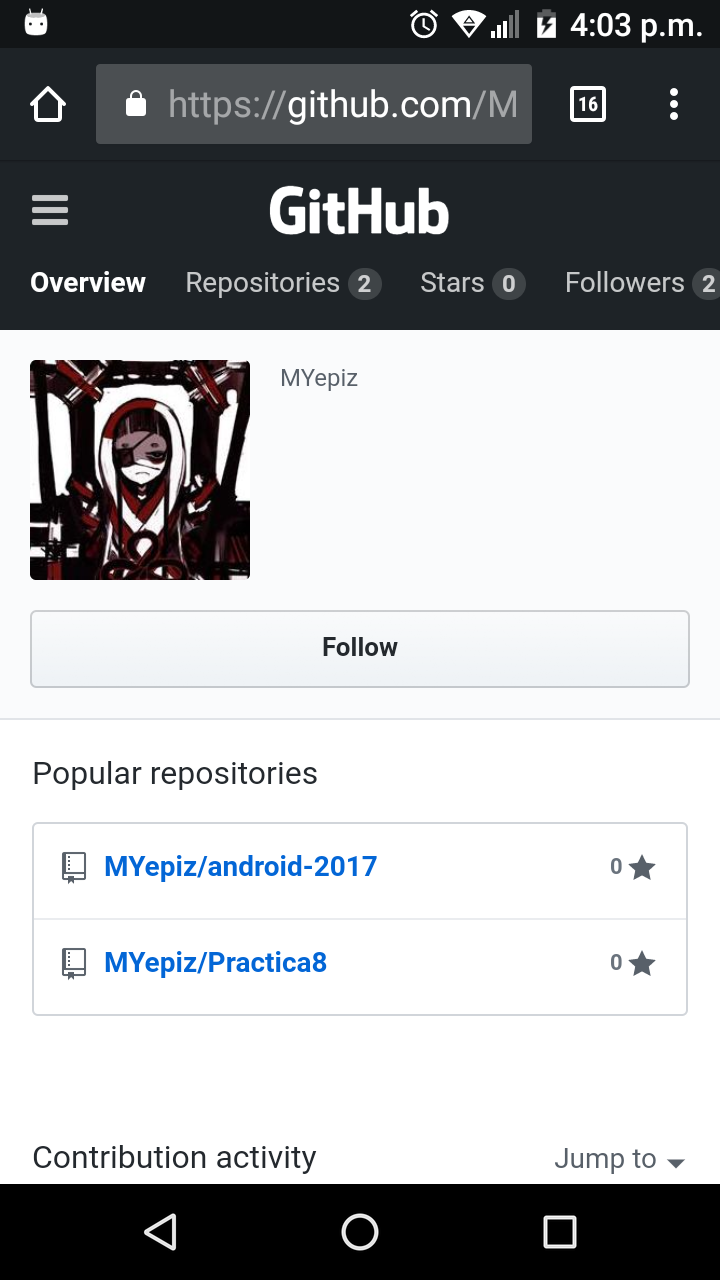 4:03 p.m.
https://github.com/M
16
GitHub
Overview Repositories 2 Stars 0 Followers 2
MYepiz
Follow
Popular repositories
MYepiz/android-2017 0
MYepiz/Practica8 0
Contribution activity Jump to